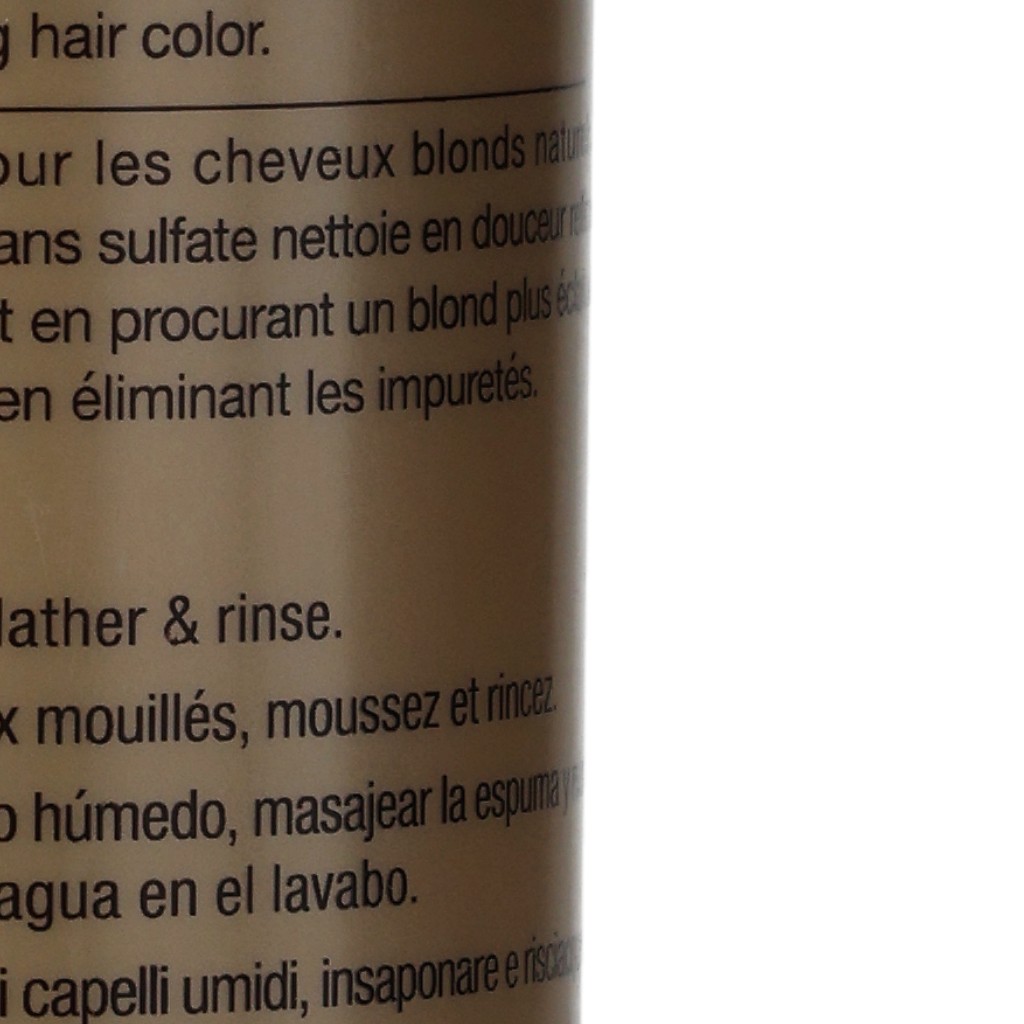 g hair color.
our les cheveux blonds
ans sulfate nettoie en douceur
t en procurant un blond plus
en éliminant les impuretés.
lather & rinse.
x mouillés, moussez et rincez.
o húmedo, masajear la espuma y
agua en el lavabo.
i capelli umidi, insaponare e